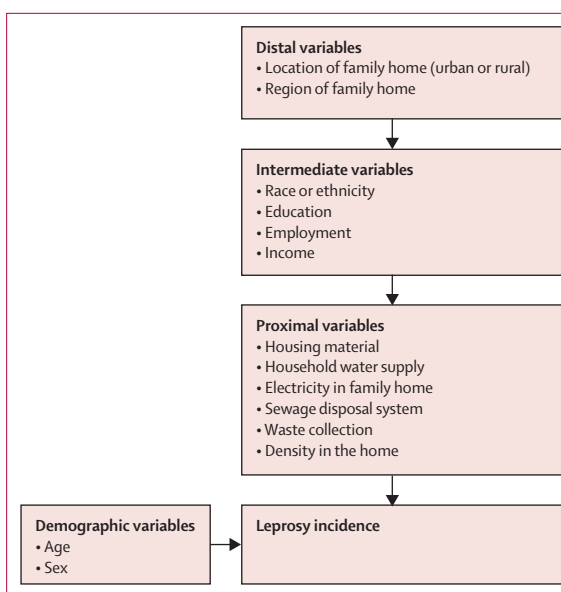 Distal variables
• Location of family home (urban or rural)
• Region of family home
Intermediate variables
• Race or ethnicity
• Education
• Employment
• Income
Proximal variables
• Housing material
• Household water supply
• Electricity in family home
• Sewage disposal system
• Waste collection
• Density in the home
Demographic variables
• Age
• Sex
Leprosy incidence